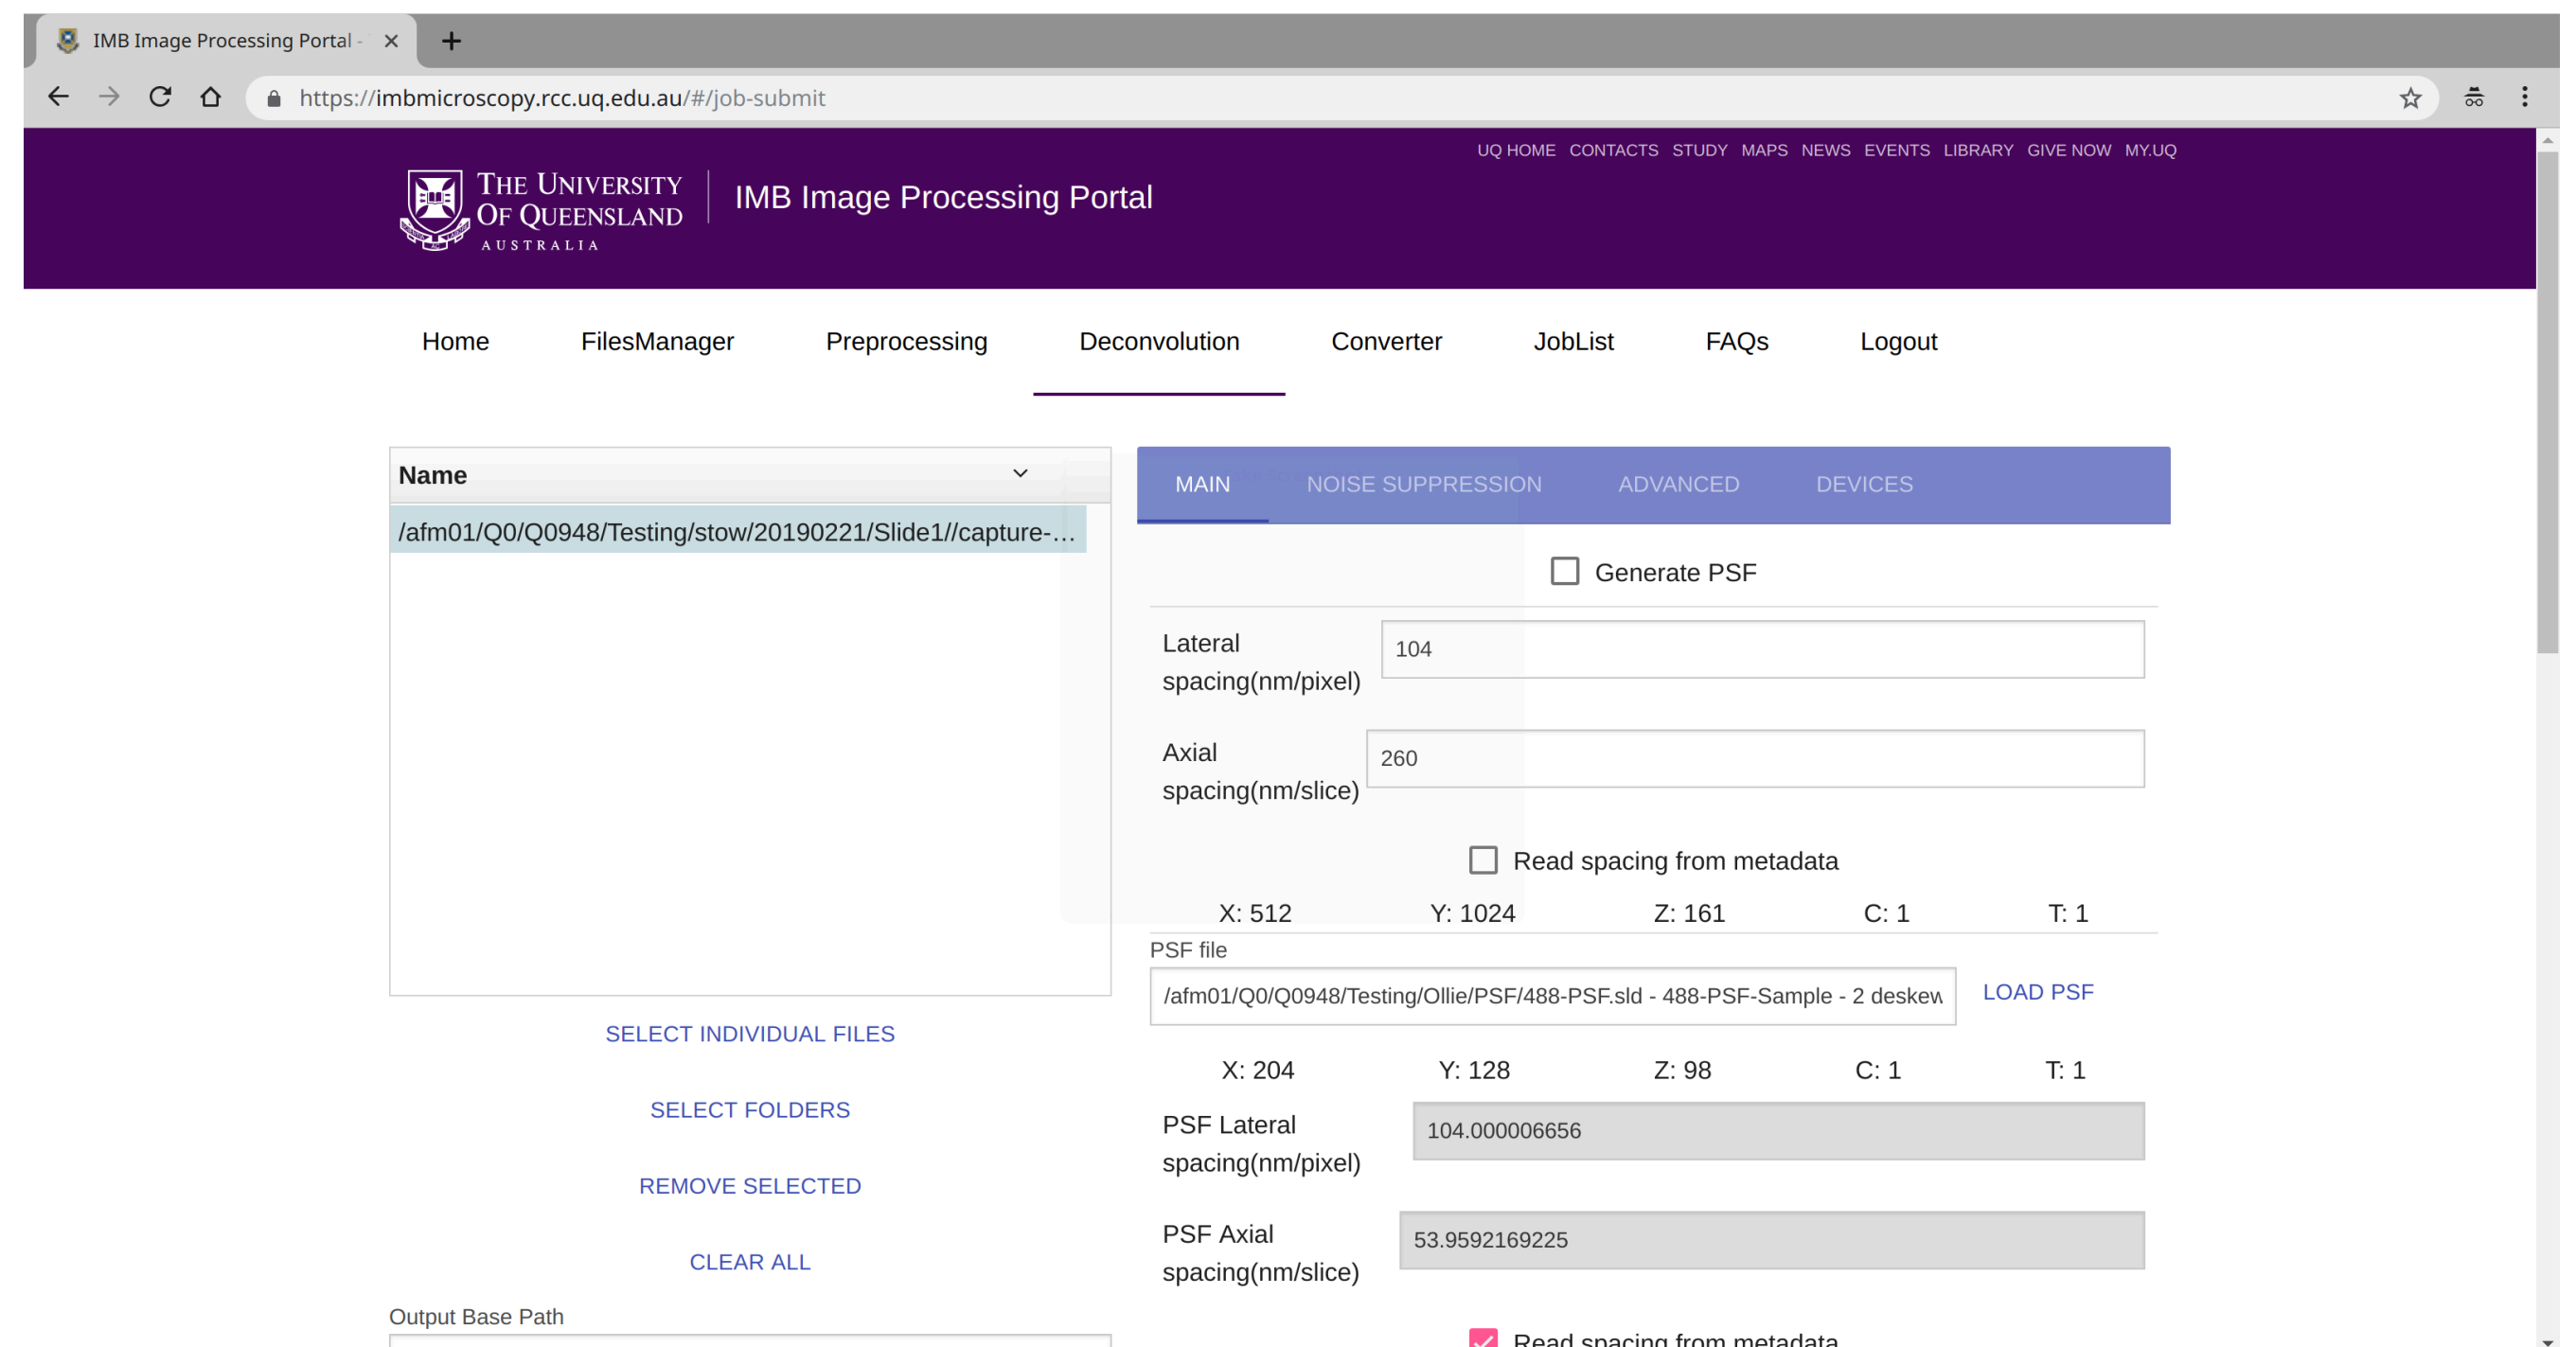 IMB Image Processing Portal -
https://imbmicroscopy.rcc.uq.edu.au/#/job-submit
UQ HOME CONTACTS STUDY MAPS NEWS EVENTS LIBRARY GIVE NOW MY.UQ
THE UNIVERSITY
OF QUEENSLAND
AUSTRALIA
IMB Image Processing Portal
Home FilesManager Preprocessing Deconvolution Converter JobList FAQs Logout
Name
/afm01/Q0/Q0948/Testing/stow/20190221/Slide1//capture-...
SELECT INDIVIDUAL FILES
SELECT FOLDERS
REMOVE SELECTED
CLEAR ALL
Output Base Path
MAIN NOISE SUPPRESSION ADVANCED DEVICES
Generate PSF
Lateral
spacing(nm/pixel)
104
Axial
spacing(nm/slice)
260
Read spacing from metadata
X: 512 Y: 1024 Z: 161 C: 1 T: 1
PSF file
/afm01/Q0/Q0948/Testing/Ollie/PSF/488-PSF.sld - 488-PSF-Sample - 2 deskew
LOAD PSF
X: 204 Y: 128 Z: 98 C: 1 T: 1
PSF Lateral
spacing(nm/pixel)
104.000006656
PSF Axial
spacing(nm/slice)
53.9592169225
Read spacing from metadata